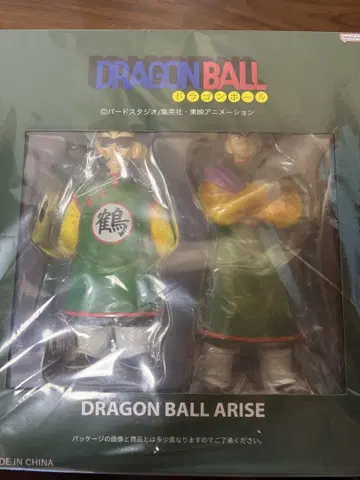 DRAGON BALL
ドラゴンボール
©バードスタジオ/集英社・東映アニメーション
鶴
DRAGON BALL ARISE
パッケージの画像と商品とは多少異なりますのでご了承ください。
DE IN CHINA